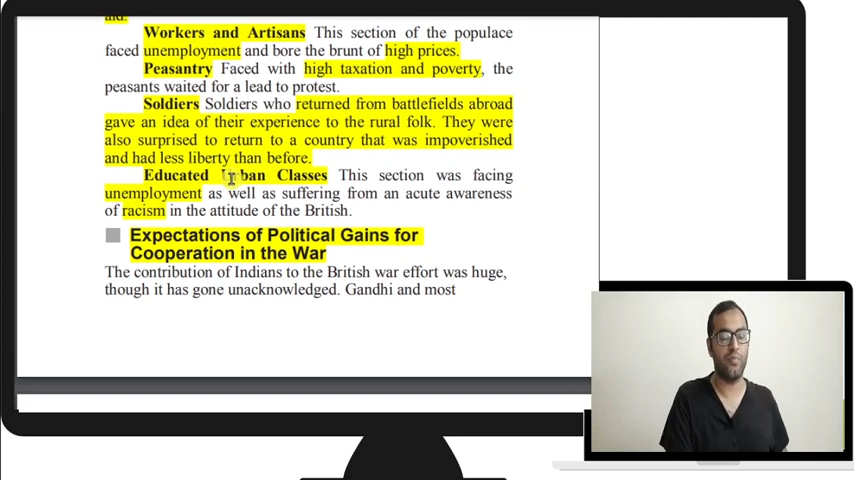 aid.
Workers and Artisans This section of the populace
faced unemployment and bore the brunt of high prices.
Peasantry Faced with high taxation and poverty, the
peasants waited for a lead to protest.
Soldiers Soldiers who returned from battlefields abroad
gave an idea of their experience to the rural folk. They were
also surprised to return to a country that was impoverished
and had less liberty than before.
Educated Urban Classes This section was facing
unemployment as well as suffering from an acute awareness
of racism in the attitude of the British.
Expectations of Political Gains for
Cooperation in the War
The contribution of Indians to the British war effort was huge,
though it has gone unacknowledged. Gandhi and most